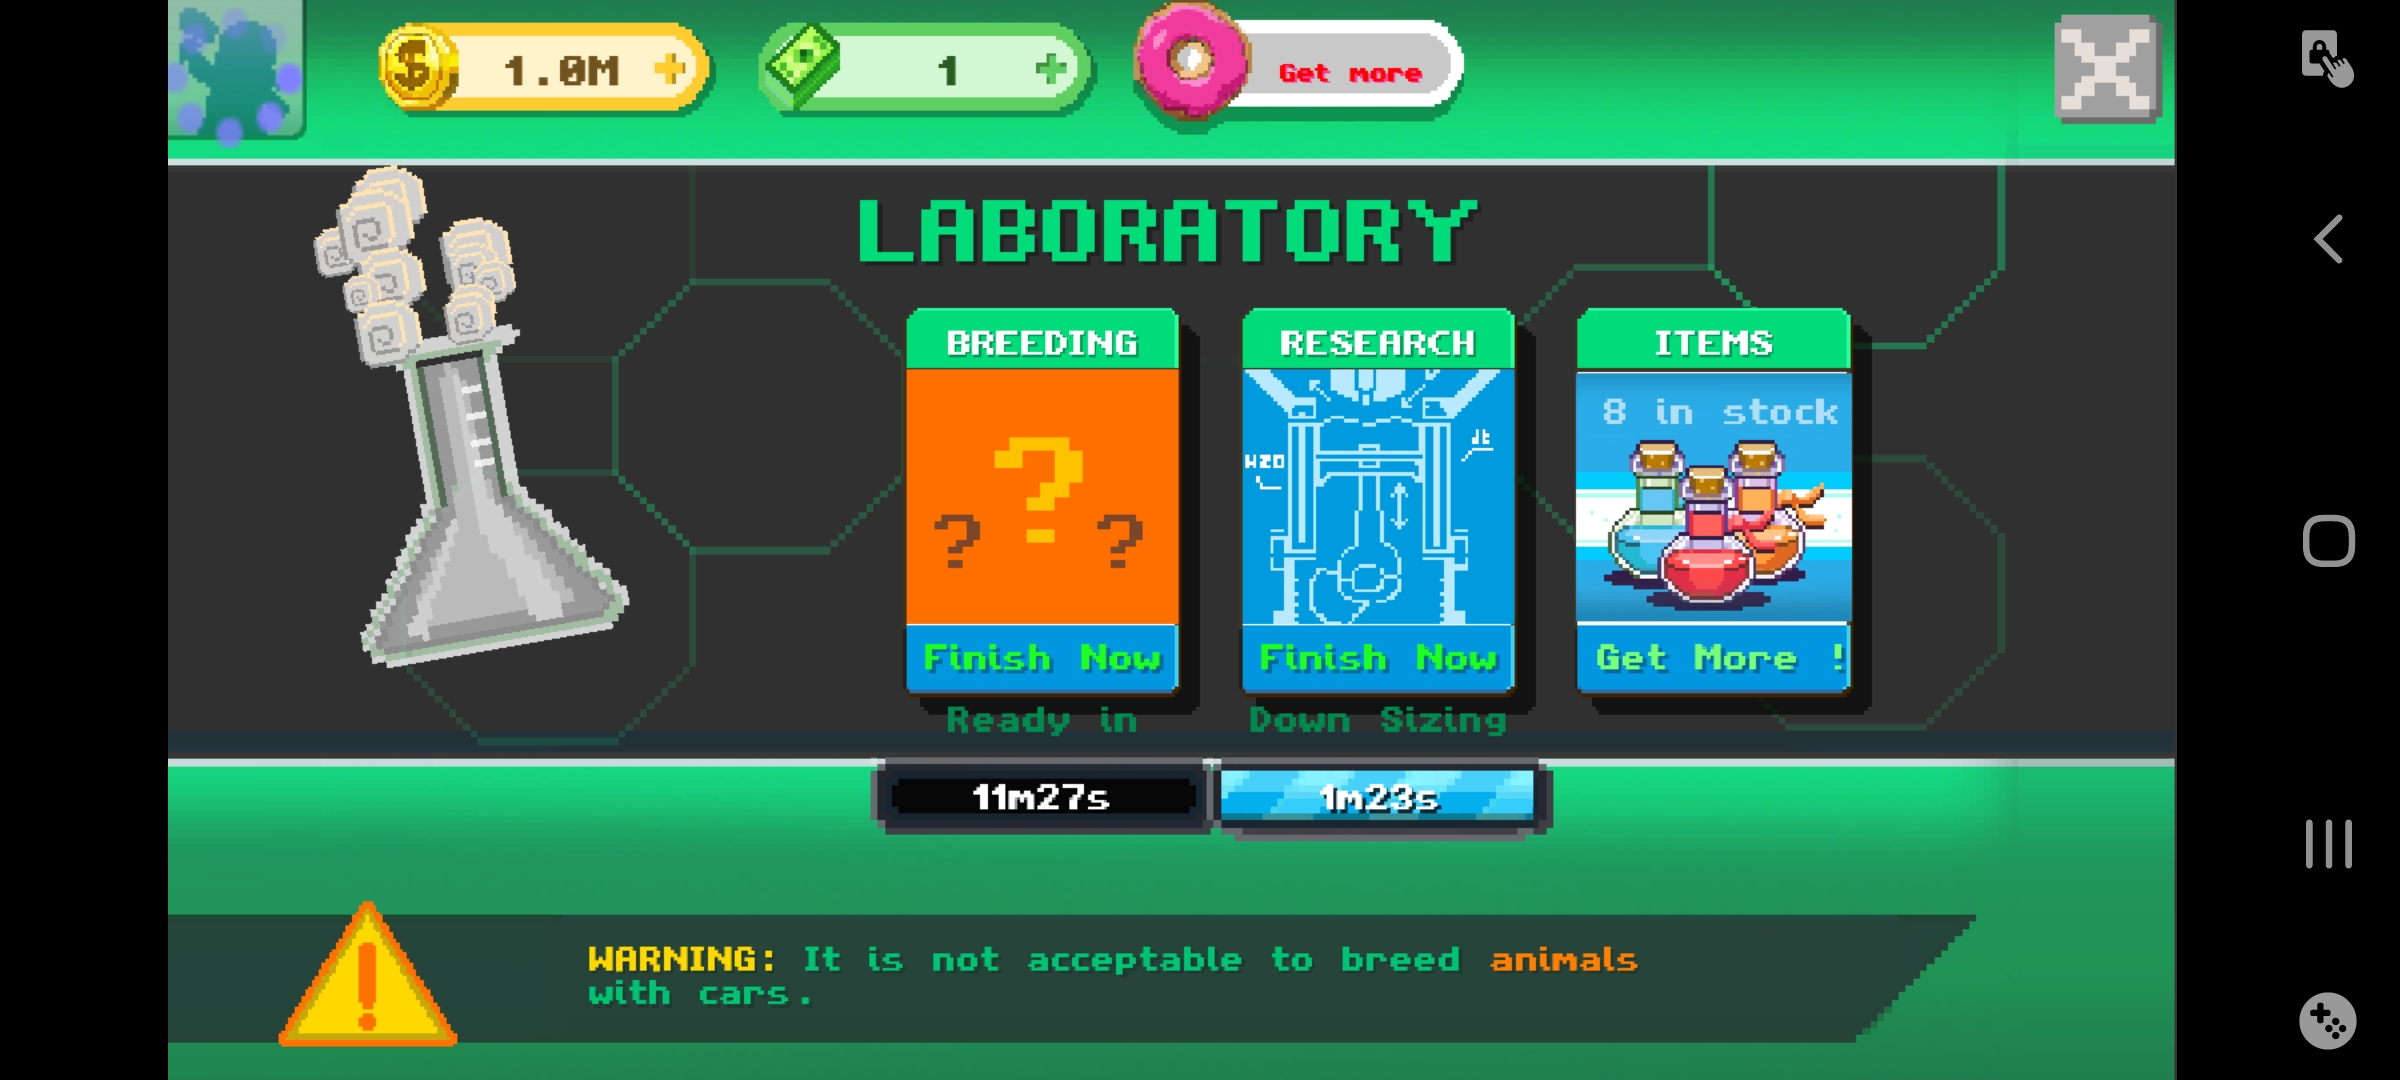 1.0M +
1 +
Get more
LABORATORY
BREEDING
RESEARCH
ITEMS
8 in stock
H2O
? ? ?
Finish Now
Finish Now
Get More !
Ready in
Down Sizing
11m27s
1m23s
WARNING: It is not acceptable to breed animals
with cars.